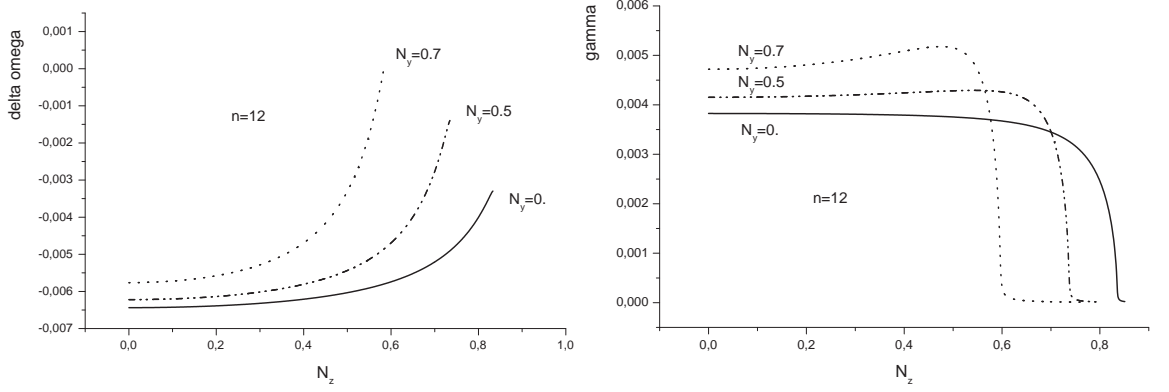 delta omega
0,001
0,000
-0,001
-0,002
-0,003
-0,004
-0,005
-0,006
-0,007
N_y=0.7
N_y=0.5
N_y=0.
n=12
0,0 0,2 0,4 0,6 0,8 1,0
N_z
gamma
0,006
0,005
0,004
0,003
0,002
0,001
0,000
N_y=0.7
N_y=0.5
N_y=0.
n=12
0,0 0,2 0,4 0,6 0,8
N_z